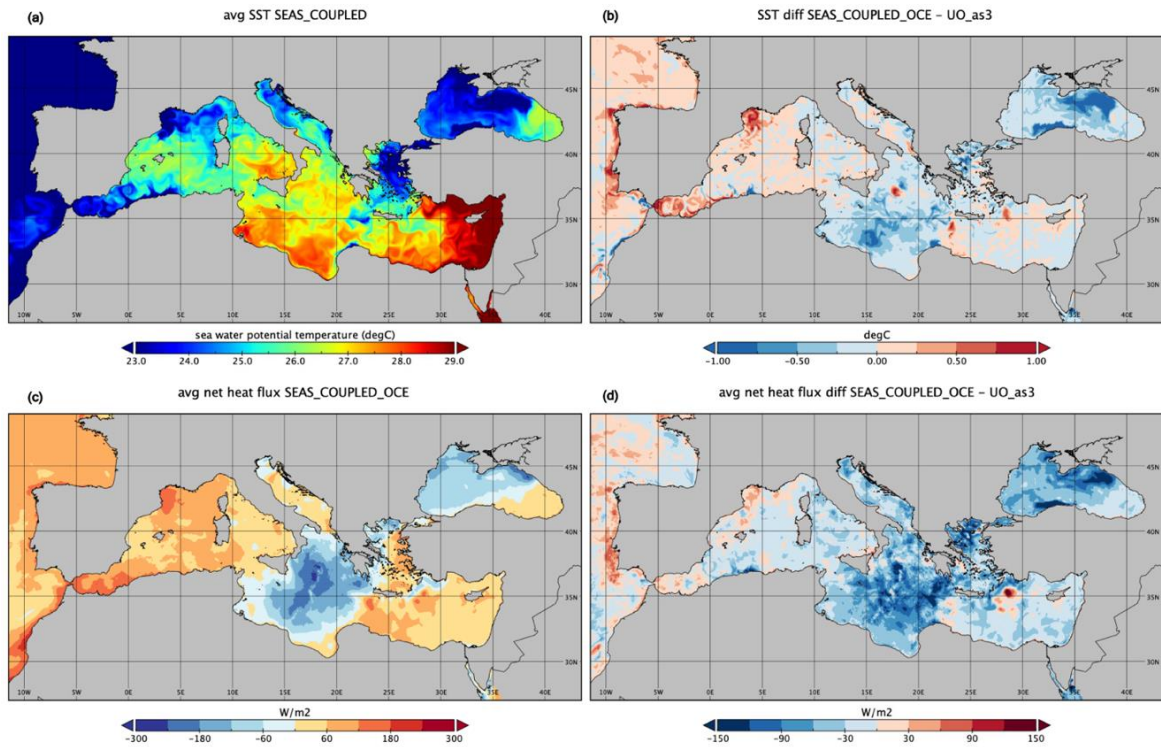 (a) avg SST SEAS_COUPLED
(b) SST diff SEAS_COUPLED_OCE – UO_as3
45N
40N
35N
30N
10W 5W 0E 5E 10E 15E 20E 25E 30E 35E 40E
45N
40N
35N
30N
10W 5W 0E 5E 10E 15E 20E 25E 30E 35E 40E
sea water potential temperature (degC)
23.0 24.0 25.0 26.0 27.0 28.0 29.0
degC
−1.00 −0.50 0.00 0.50 1.00
(c) avg net heat flux SEAS_COUPLED_OCE
(d) avg net heat flux diff SEAS_COUPLED_OCE – UO_as3
45N
40N
35N
30N
10W 5W 0E 5E 10E 15E 20E 25E 30E 35E 40E
45N
40N
35N
30N
10W 5W 0E 5E 10E 15E 20E 25E 30E 35E 40E
W/m2
−300 −180 −60 60 180 300
W/m2
−150 −90 −30 30 90 150